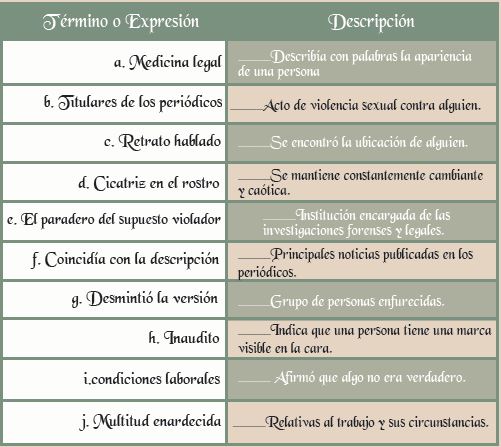 Término o Expresión
Descripción
a. Medicina legal
_____Describía con palabras la apariencia
de una persona
b. Titulares de los periódicos
_____Acto de violencia sexual contra alguien.
c. Retrato hablado
_____Se encontró la ubicación de alguien.
d. Cicatriz en el rostro
_____Se mantiene constantemente cambiante
y caótica.
e. El paradero del supuesto violador
_____Institución encargada de las
investigaciones forenses y legales.
f. Coincidía con la descripción
_____Principales noticias publicadas en los
periódicos.
g. Desmintió la versión
_____Grupo de personas enfurecidas.
h. Inaudito
_____Indica que una persona tiene una marca
visible en la cara.
i.condiciones laborales
_____ Afirmó que algo no era verdadero.
j. Multitud enardecida
_____Relativas al trabajo y sus circunstancias.